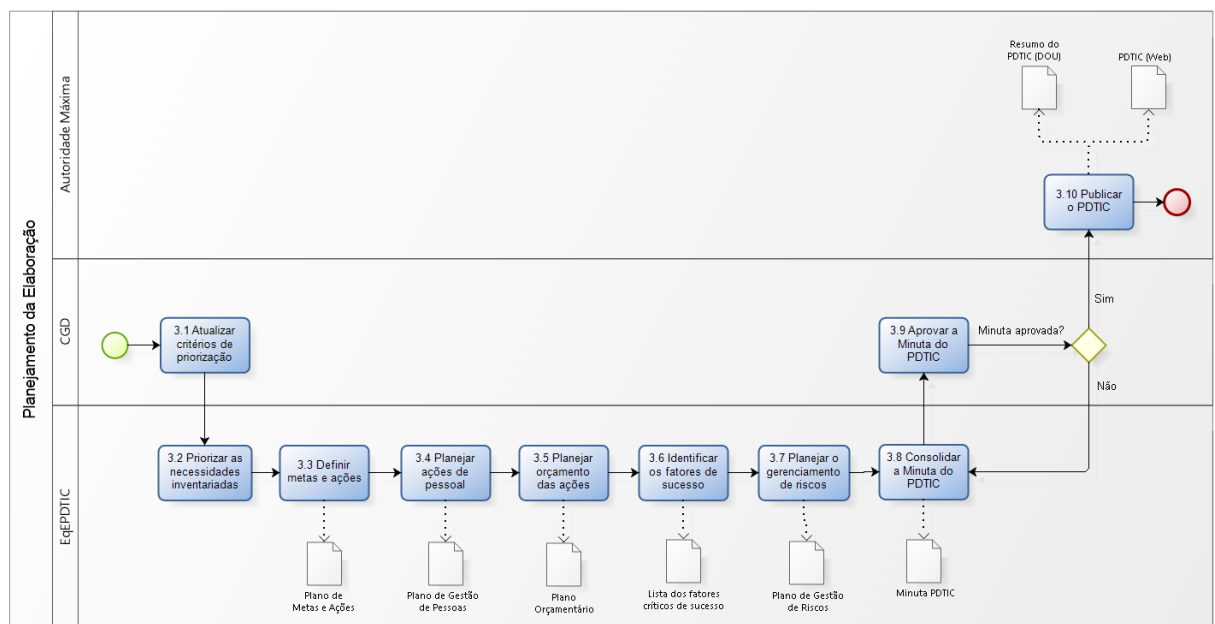 Planejamento da Elaboração
Autoridade Máxima
Resumo do
PDTIC (DOU)
PDTIC (Web)
3.10 Publicar
o PDTIC
CGD
3.1 Atualizar
critérios de
priorização
3.9 Aprovar a
Minuta do
PDTIC
Minuta aprovada?
Sim
Não
EqEPDTIC
3.2 Priorizar as
necessidades
inventariadas
3.3 Definir
metas e ações
3.4 Planejar
ações de
pessoal
3.5 Planejar
orçamento
das ações
3.6 Identificar
os fatores de
sucesso
3.7 Planejar o
gerenciamento
de riscos
3.8 Consolidar
a Minuta do
PDTIC
Plano de
Metas e Ações
Plano de Gestão
de Pessoas
Plano
Orçamentário
Lista dos fatores
críticos de sucesso
Plano de Gestão
de Riscos
Minuta PDTIC